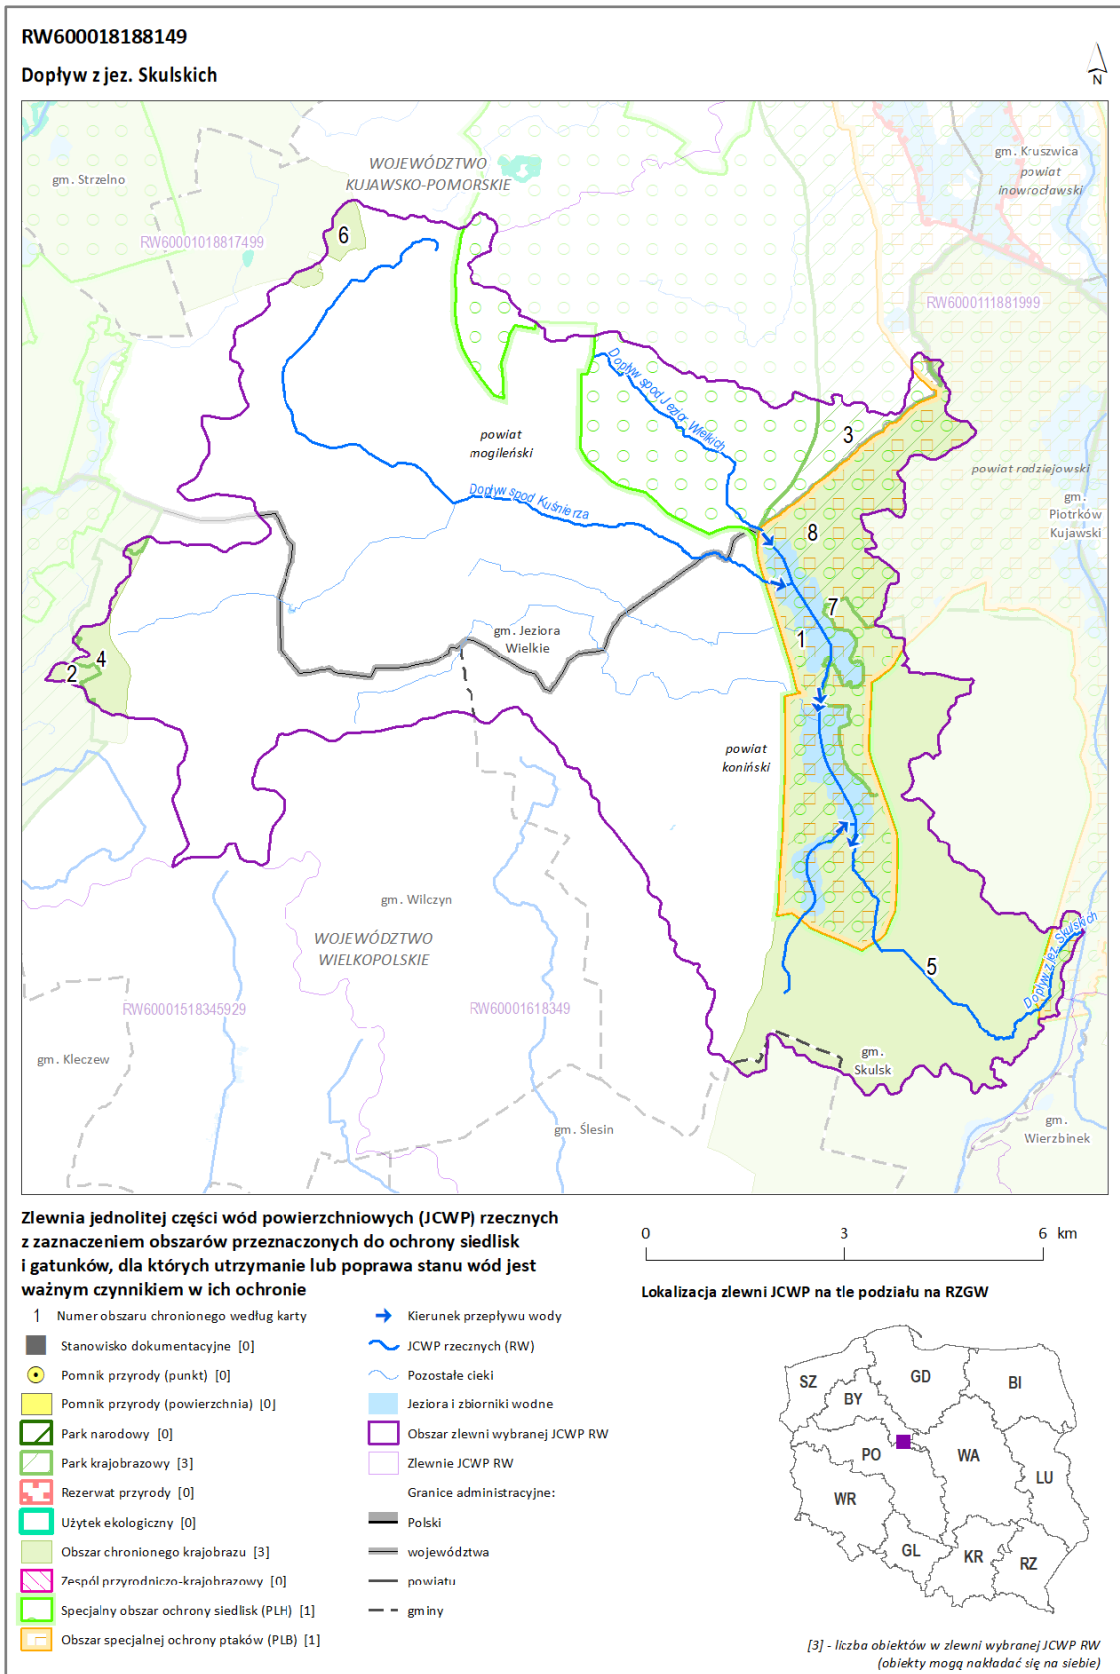 RW600018188149
Dopływ z jez. Skulskich
N
WOJEWÓDZTWO
KUJAWSKO-POMORSKIE
gm. Strzelno
gm. Kruszwica
powiat
inowrocławski
RW60001018817499
6
RW6000111881999
Dopływ spod Jezior Wielkich
powiat
mogileński
3
powiat radziejowski
gm.
Piotrków
Kujawski
Dopływ spod Kuśnierza
8
7
gm. Jeziora
Wielkie
1
4
2
powiat
koniński
gm. Wilczyn
WOJEWÓDZTWO
WIELKOPOLSKIE
Dopływ z jez. Skulskich
5
RW60001518345929
RW60001618349
gm. Kleczew
gm.
Skulsk
gm. Ślesin
gm.
Wierzbinek
Zlewnia jednolitej części wód powierzchniowych (JCWP) rzecznych
z zaznaczeniem obszarów przeznaczonych do ochrony siedlisk
i gatunków, dla których utrzymanie lub poprawa stanu wód jest
ważnym czynnikiem w ich ochronie
1 Numer obszaru chronionego według karty
Stanowisko dokumentacyjne [0]
Pomnik przyrody (punkt) [0]
Pomnik przyrody (powierzchnia) [0]
Park narodowy [0]
Park krajobrazowy [3]
Rezerwat przyrody [0]
Użytek ekologiczny [0]
Obszar chronionego krajobrazu [3]
Zespół przyrodniczo-krajobrazowy [0]
Specjalny obszar ochrony siedlisk (PLH) [1]
Obszar specjalnej ochrony ptaków (PLB) [1]
Kierunek przepływu wody
JCWP rzecznych (RW)
Pozostałe cieki
Jeziora i zbiorniki wodne
Obszar zlewni wybranej JCWP RW
Zlewnie JCWP RW
Granice administracyjne:
Polski
województwa
powiatu
gminy
0 3 6 km
Lokalizacja zlewni JCWP na tle podziału na RZGW
SZ
BY
GD
BI
PO
WA
WR
LU
GL
KR
RZ
[3] - liczba obiektów w zlewni wybranej JCWP RW
(obiekty mogą nakładać się na siebie)